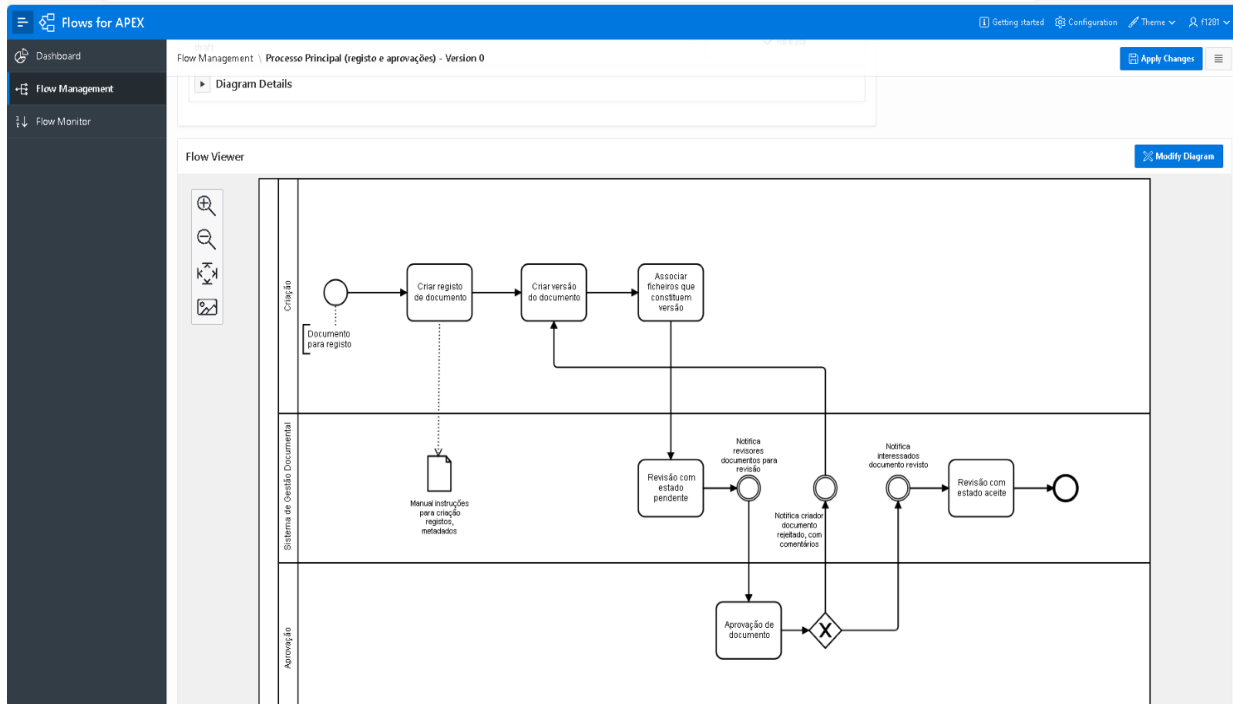 Flows for APEX
Getting started
Configuration
Theme
f1281
Dashboard
Flow Management
Flow Monitor
Flow Management \ Processo Principal (registo e aprovações) - Version 0
Apply Changes
Diagram Details
Flow Viewer
Modify Diagram
Criação
Documento
para registo
Criar registo
de documento
Criar versão
do documento
Associar
ficheiros que
constituem
versão
Sistema de Gestão Documental
Manual instruções
para criação
registos,
metadados
Revisão com
estado
pendente
Notifica
revisores
documentos para
revisão
Notifica criador
documento
rejeitado, com
comentários
Notifica
interessados
documento revisto
Revisão com
estado aceite
Aprovação
Aprovação de
documento
X